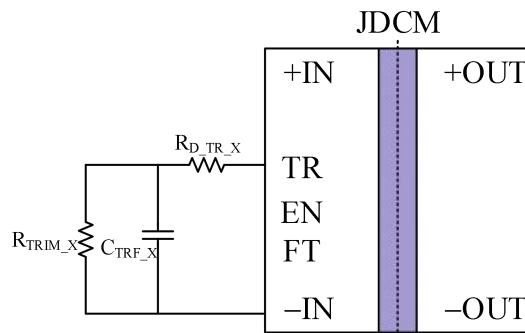 JDCM
+IN
+OUT
R_D_TR_X
TR
EN
R_TRIM_X
C_TRF_X
FT
−IN
−OUT